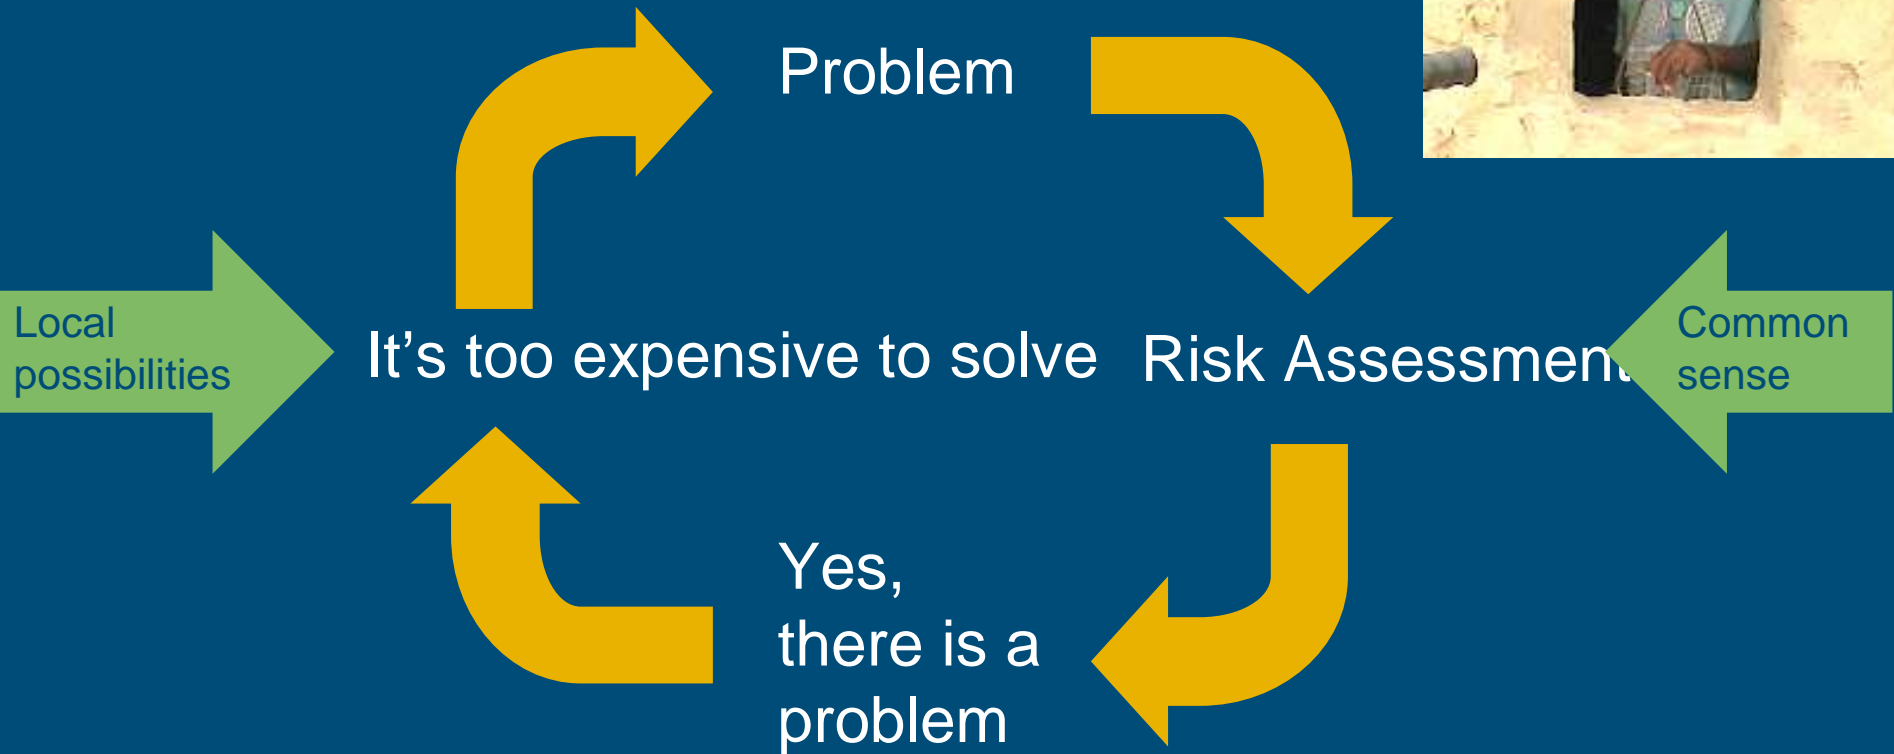 Problem
Local
possibilities
It's too expensive to solve
Risk Assessment
Common
sense
Yes,
there is a
problem